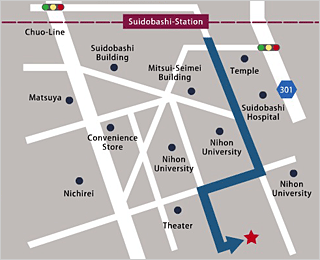 Suidobashi-Station
Chuo-Line
Suidobashi
Building
Mitsui-Seimei
Building
Temple
301
Matsuya
Suidobashi
Hospital
Convenience
Store
Nihon
University
Nihon
University
Nichirei
Nihon
University
Theater